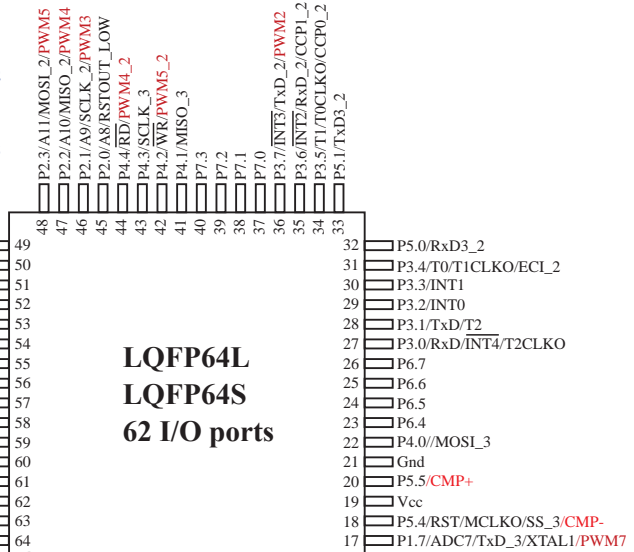 P2.3/A11/MOSI_2/PWM5
P2.2/A10/MISO_2/PWM4
P2.1/A9/SCLK_2/PWM3
P2.0/A8/RSTOUT_LOW
P4.4/RD/PWM4_2
P4.3/SCLK_3
P4.2/WR/PWM5_2
P4.1/MISO_3
P7.3
P7.2
P7.1
P7.0
P3.7/INT3/TxD_2/PWM2
P3.6/INT2/RxD_2/CCP1_2
P3.5/T1/T0CLKO/CCP0_2
P5.1/TxD3_2
48 47 46 45 44 43 42 41 40 39 38 37 36 35 34 33
49
50
51
52
53
54
55
56
57
58
59
60
61
62
63
64
LQFP64L
LQFP64S
62 I/O ports
32 P5.0/RxD3_2
31 P3.4/T0/T1CLKO/ECI_2
30 P3.3/INT1
29 P3.2/INT0
28 P3.1/TxD/T2
27 P3.0/RxD/INT4/T2CLKO
26 P6.7
25 P6.6
24 P6.5
23 P6.4
22 P4.0//MOSI_3
21 Gnd
20 P5.5/CMP+
19 Vcc
18 P5.4/RST/MCLKO/SS_3/CMP-
17 P1.7/ADC7/TxD_3/XTAL1/PWM7